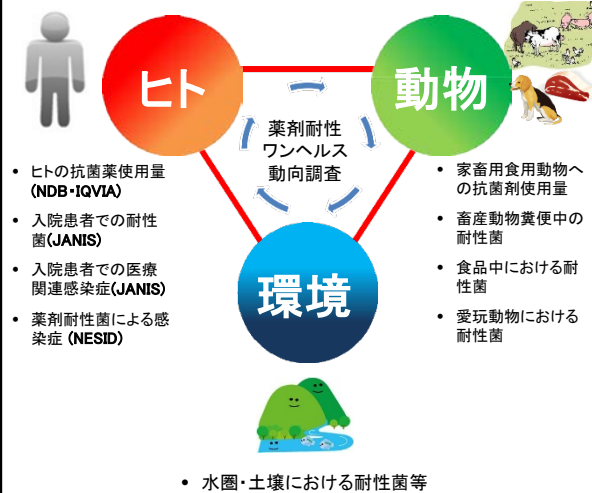 ヒト
動物
薬剤耐性
ワンヘルス
動向調査
環境
• ヒトの抗菌薬使用量
(NDB・IQVIA)
• 入院患者での耐性
菌(JANIS)
• 入院患者での医療
関連感染症(JANIS)
• 薬剤耐性菌による感
染症 (NESID)
• 家畜用食用動物へ
の抗菌剤使用量
• 畜産動物糞便中の
耐性菌
• 食品中における耐
性菌
• 愛玩動物における
耐性菌
• 水圏・土壌における耐性菌等